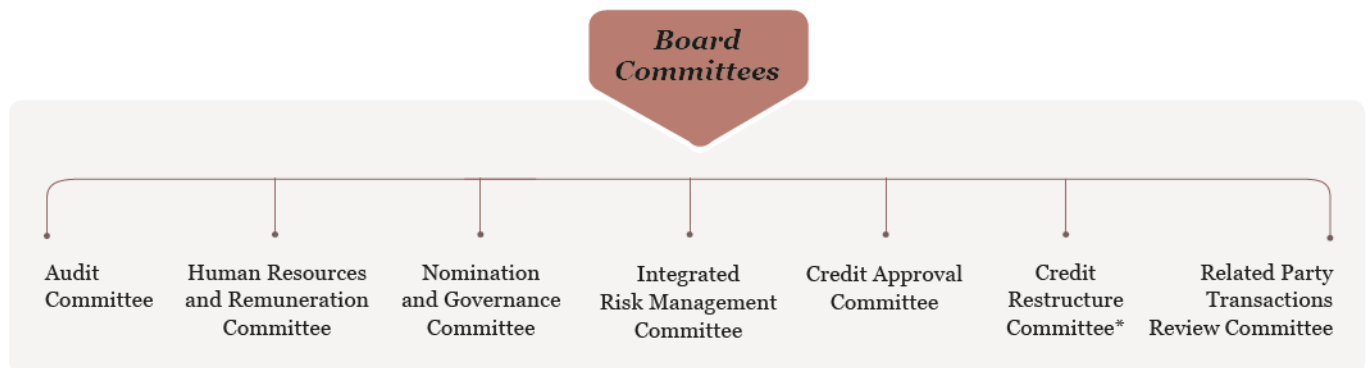 Board
Committees
Audit
Committee
Human Resources
and Remuneration
Committee
Nomination
and Governance
Committee
Integrated
Risk Management
Committee
Credit Approval
Committee
Credit
Restructure
Committee*
Related Party
Transactions
Review Committee